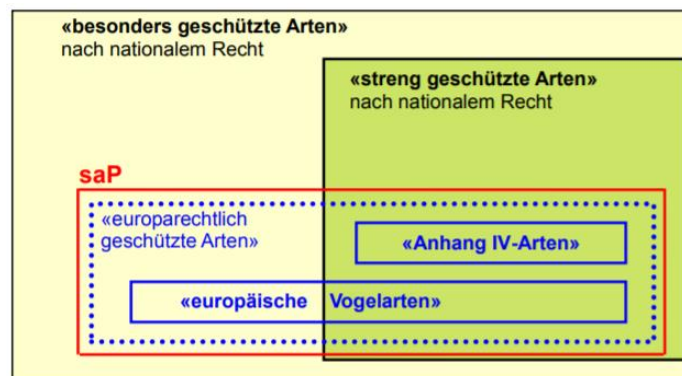 «besonders geschützte Arten»
nach nationalem Recht
«streng geschützte Arten»
nach nationalem Recht
saP
«europarechtlich
geschützte Arten»
«Anhang IV-Arten»
«europäische Vogelarten»